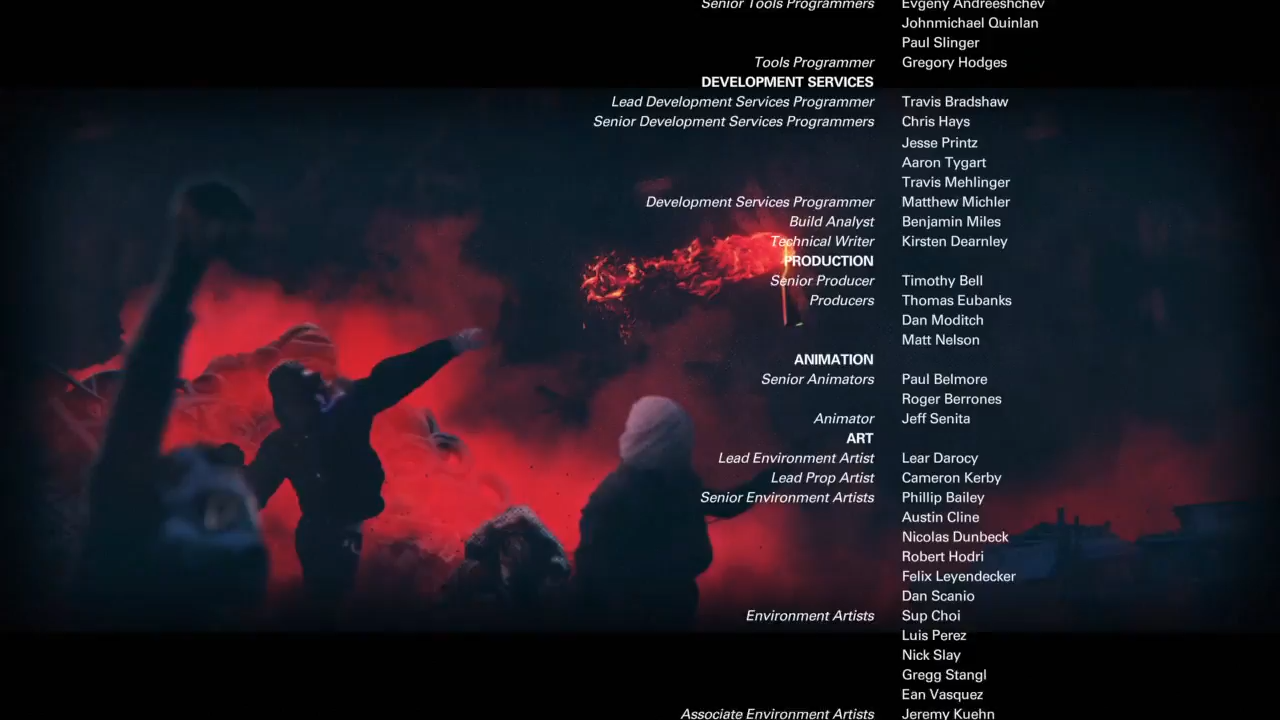 Senior Tools Programmers Evgeny Andreeshchev
Johnmichael Quinlan
Paul Slinger
Tools Programmer Gregory Hodges
DEVELOPMENT SERVICES
Lead Development Services Programmer Travis Bradshaw
Senior Development Services Programmers Chris Hays
Jesse Printz
Aaron Tygart
Travis Mehlinger
Development Services Programmer Matthew Michler
Build Analyst Benjamin Miles
Technical Writer Kirsten Dearnley
PRODUCTION
Senior Producer Timothy Bell
Producers Thomas Eubanks
Dan Moditch
Matt Nelson
ANIMATION
Senior Animators Paul Belmore
Roger Berrones
Animator Jeff Senita
ART
Lead Environment Artist Lear Darocy
Lead Prop Artist Cameron Kerby
Senior Environment Artists Phillip Bailey
Austin Cline
Nicolas Dunbeck
Robert Hodri
Felix Leyendecker
Dan Scanio
Environment Artists Sup Choi
Luis Perez
Nick Slay
Gregg Stangl
Ean Vasquez
Associate Environment Artists Jeremy Kuehn